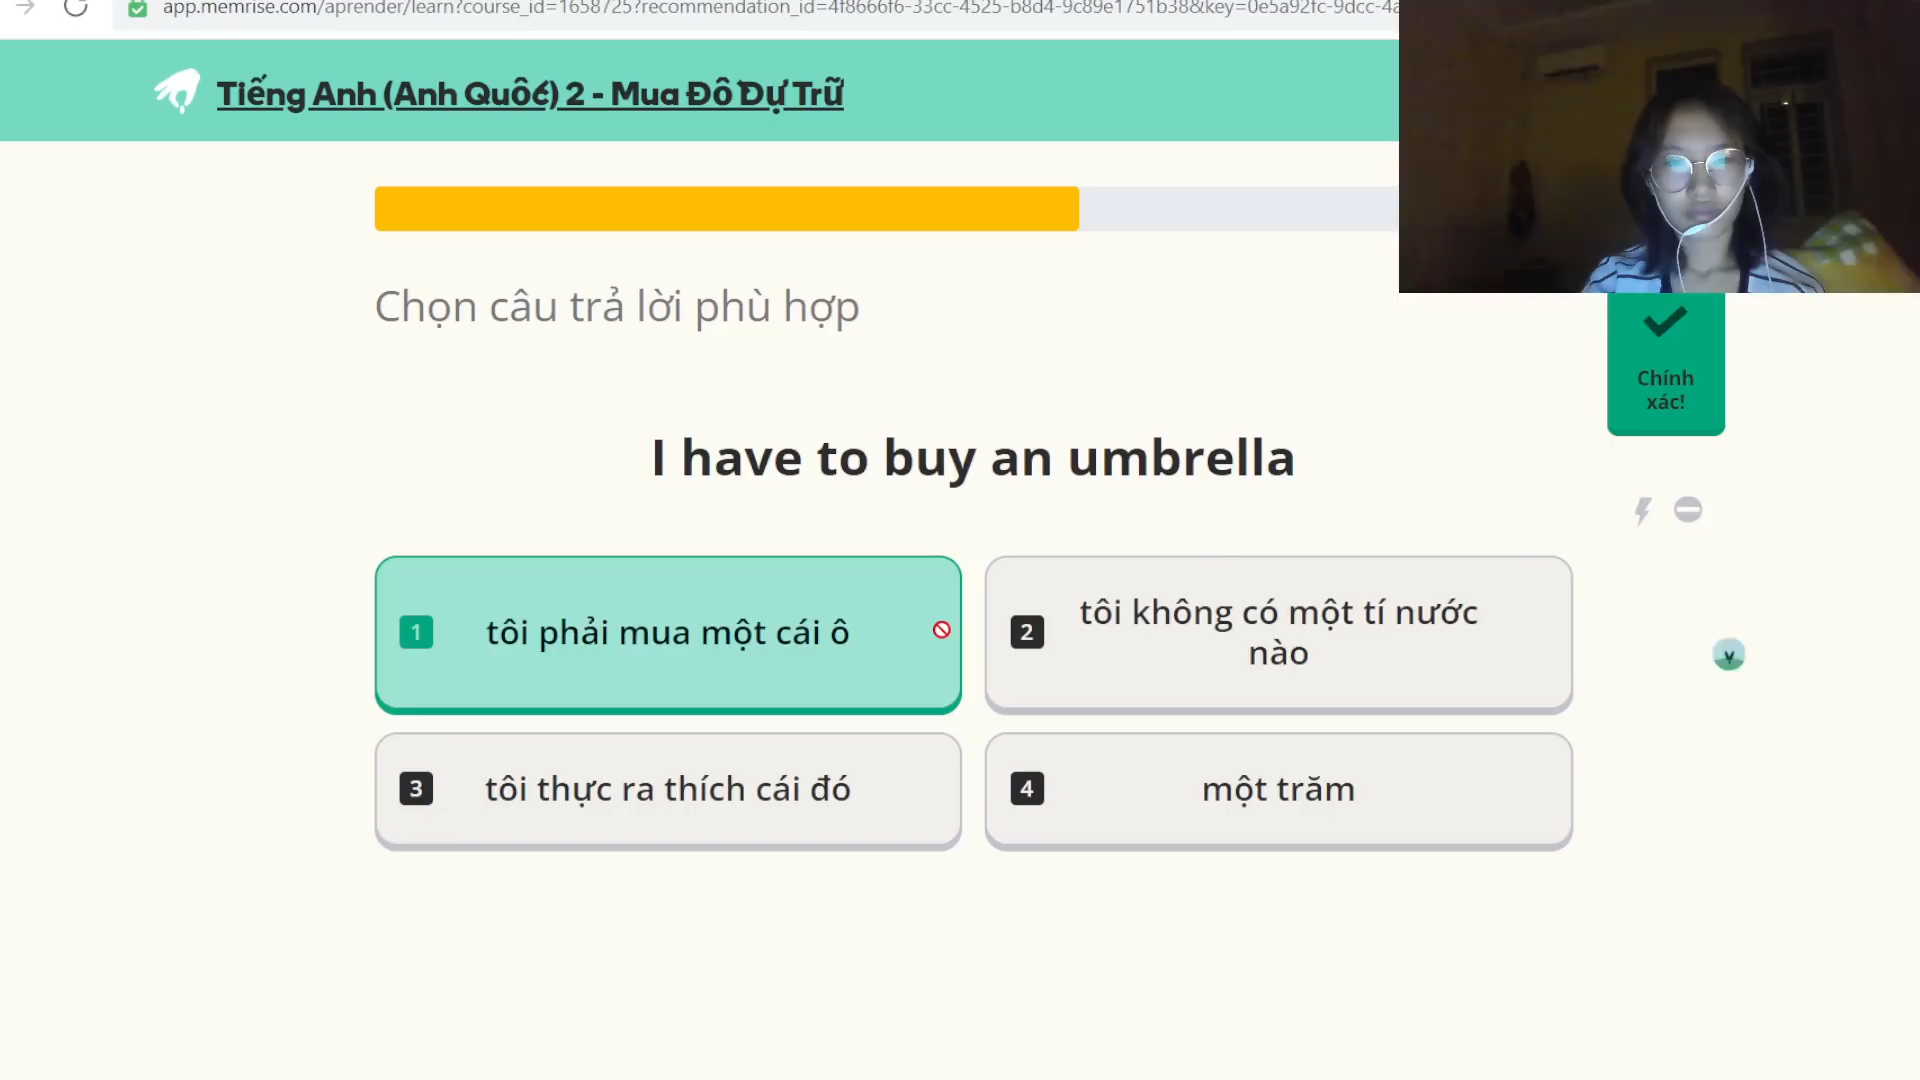 app.memrise.com/aprender/learn?course_id=1658725?recommendation_id=4f8666f6-33cc-4525-b8d4-9c89e1751b38&key=0e5a92fc-9dcc-4a
Tiếng Anh (Anh Quốc) 2 - Mua Đồ Dự Trữ
Chọn câu trả lời phù hợp
Chính
xác!
I have to buy an umbrella
1 tôi phải mua một cái ô
2 tôi không có một tí nước
nào
3 tôi thực ra thích cái đó
4 một trăm